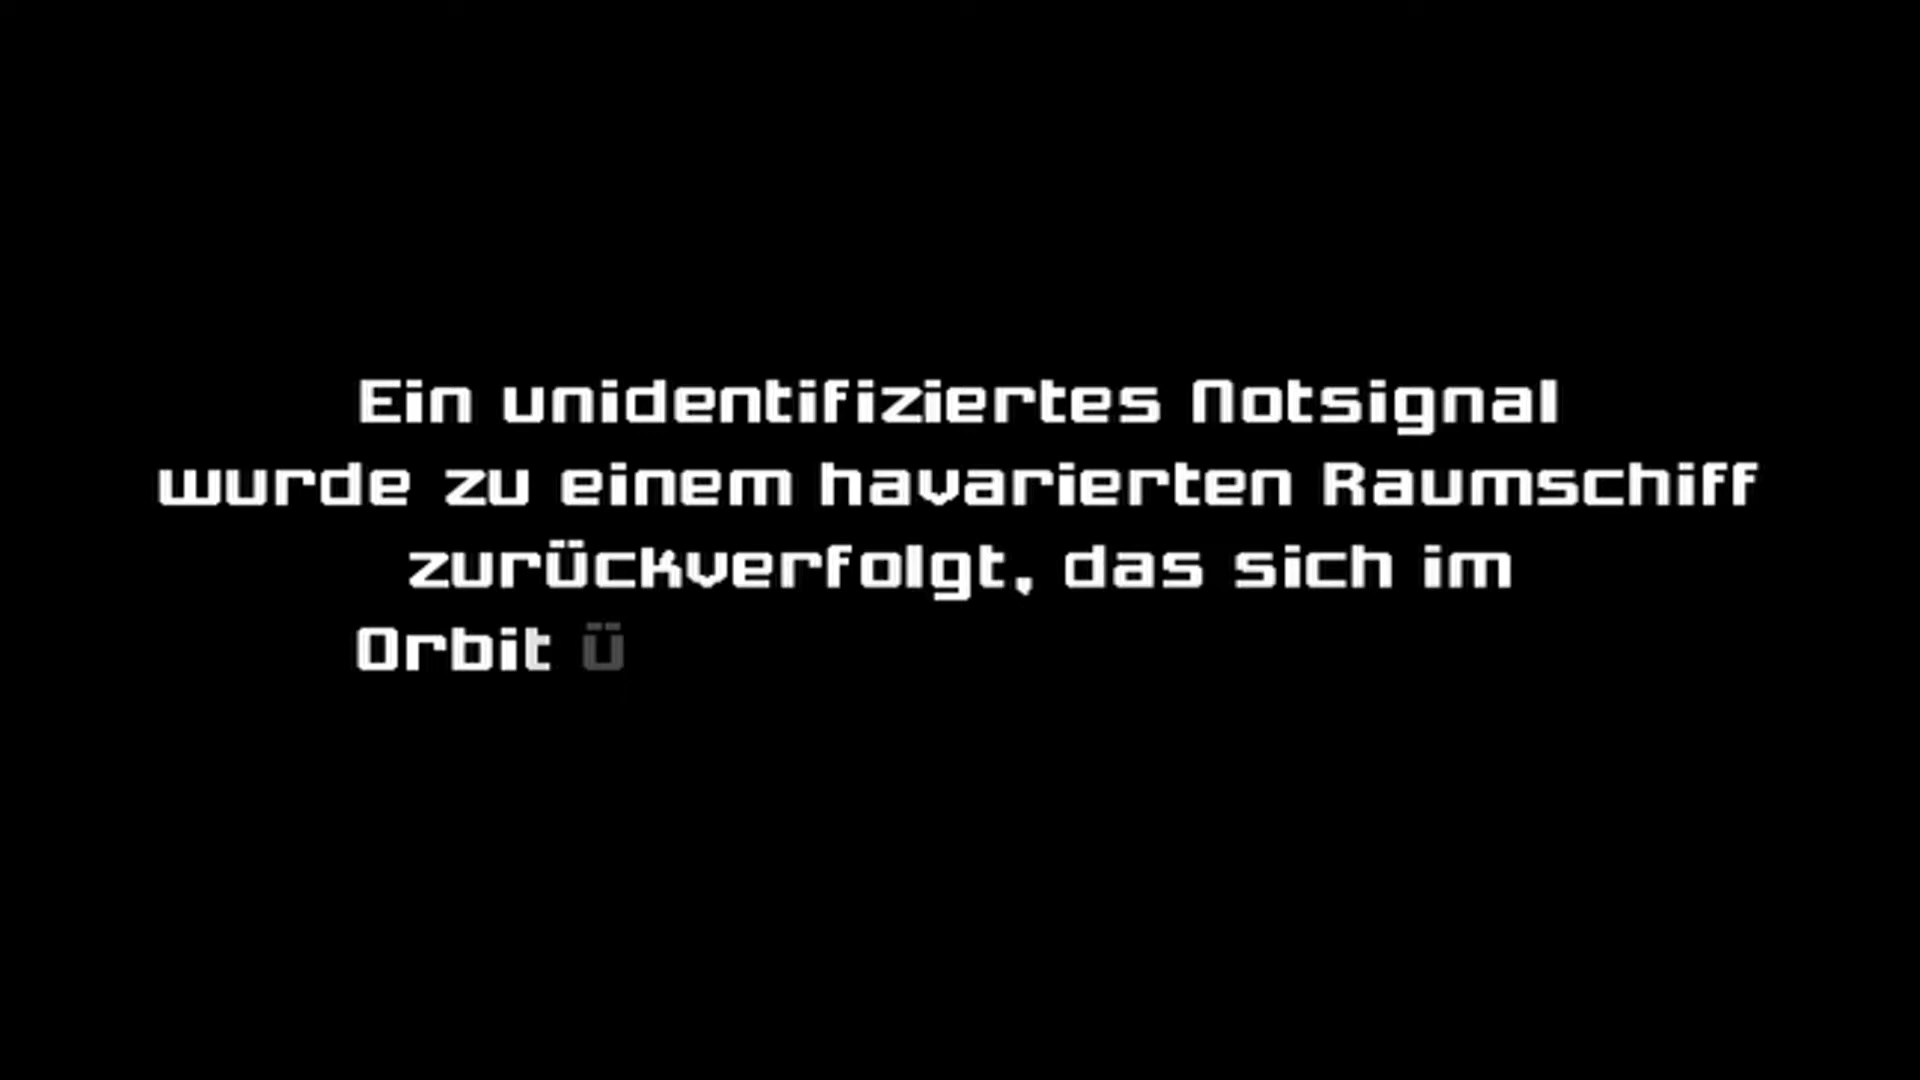 Ein unidentifiziertes Notsignal
wurde zu einem havarierten Raumschiff
zurückverfolgt, das sich im
Orbit ü